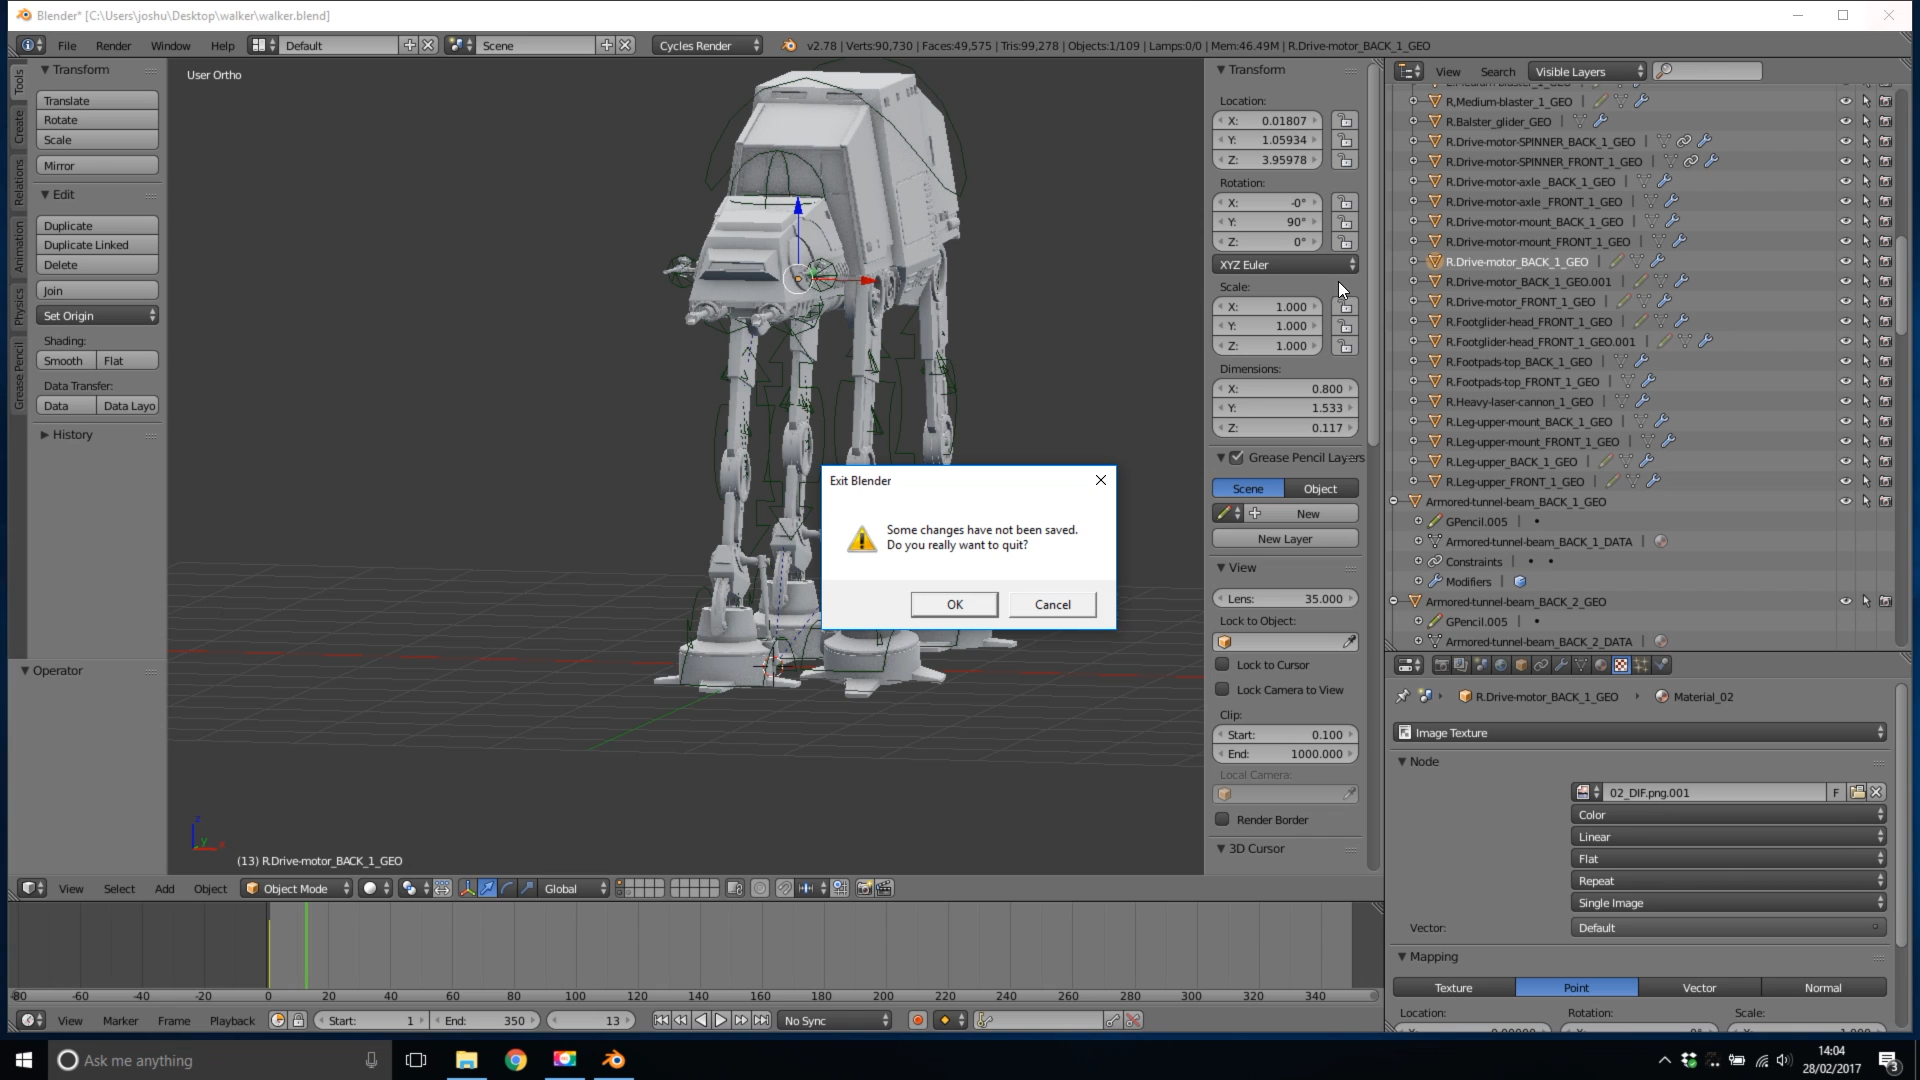 Blender* [C:\Users\joshu\Desktop\walker\walker.blend]
File Render Window Help Default Scene Cycles Render v2.78 | Verts:90,730 | Faces:49,575 | Tris:99,278 | Objects:1/109 | Lamps:0/0 | Mem:46.49M | R.Drive-motor_BACK_1_GEO
Tools
Create
Relations
Animation
Physics
Grease Pencil
Transform
Translate
Rotate
Scale
Mirror
Edit
Duplicate
Duplicate Linked
Delete
Join
Set Origin
Shading:
Smooth Flat
Data Transfer:
Data Data Layo
History
Operator
User Ortho
(13) R.Drive-motor_BACK_1_GEO
Exit Blender
Some changes have not been saved.
Do you really want to quit?
OK Cancel
Transform
Location:
X: 0.01807
Y: 1.05934
Z: 3.95978
Rotation:
X: -0°
Y: 90°
Z: 0°
XYZ Euler
Scale:
X: 1.000
Y: 1.000
Z: 1.000
Dimensions:
X: 0.800
Y: 1.533
Z: 0.117
Grease Pencil Layers
Scene Object
New
New Layer
View
Lens: 35.000
Lock to Object:
Lock to Cursor
Lock Camera to View
Clip:
Start: 0.100
End: 1000.000
Local Camera:
Render Border
3D Cursor
View Search Visible Layers
R,Medium-blaster_1_GEO
R.Balster_glider_GEO
R.Drive-motor-SPINNER_BACK_1_GEO
R.Drive-motor-SPINNER_FRONT_1_GEO
R.Drive-motor-axle _BACK_1_GEO
R.Drive-motor-axle _FRONT_1_GEO
R.Drive-motor-mount_BACK_1_GEO
R.Drive-motor-mount_FRONT_1_GEO
R.Drive-motor_BACK_1_GEO
R.Drive-motor_BACK_1_GEO.001
R.Drive-motor_FRONT_1_GEO
R.Footglider-head_FRONT_1_GEO
R.Footglider-head_FRONT_1_GEO.001
R.Footpads-top_BACK_1_GEO
R.Footpads-top_FRONT_1_GEO
R.Heavy-laser-cannon_1_GEO
R.Leg-upper-mount_BACK_1_GEO
R.Leg-upper-mount_FRONT_1_GEO
R.Leg-upper_BACK_1_GEO
R.Leg-upper_FRONT_1_GEO
Armored-tunnel-beam_BACK_1_GEO
GPencil.005
Armored-tunnel-beam_BACK_1_DATA
Constraints
Modifiers
Armored-tunnel-beam_BACK_2_GEO
GPencil.005
Armored-tunnel-beam_BACK_2_DATA
R.Drive-motor_BACK_1_GEO Material_02
Image Texture
Node
02_DIF.png.001 F
Color
Linear
Flat
Repeat
Single Image
Vector: Default
Mapping
Texture Point Vector Normal
Location: Rotation: Scale:
View Select Add Object Object Mode Global
-80 -60 -40 -20 0 20 40 60 80 100 120 140 160 180 200 220 240 260 280 300 320 340
View Marker Frame Playback Start: 1 End: 350 13 No Sync
Ask me anything
14:04
28/02/2017
3